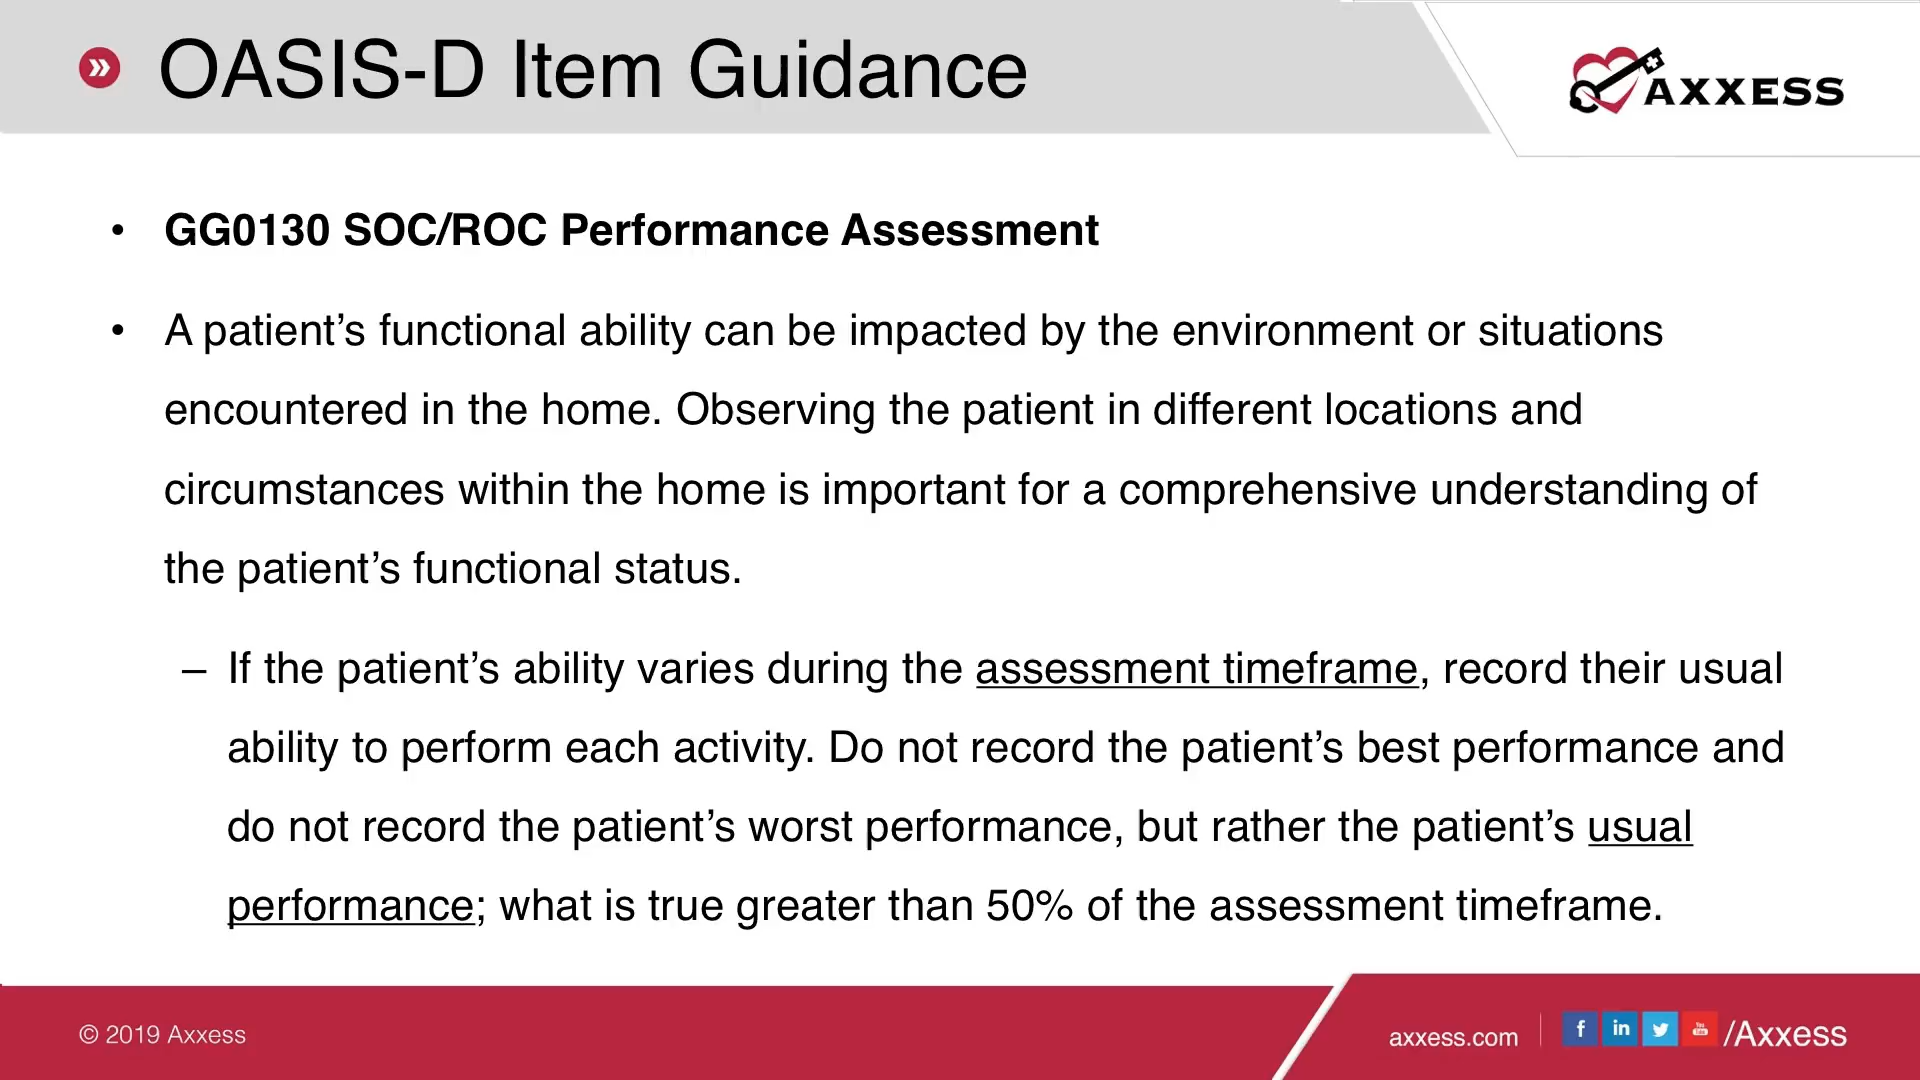 OASIS-D Item Guidance
AXXESS
• GG0130 SOC/ROC Performance Assessment
• A patient’s functional ability can be impacted by the environment or situations
encountered in the home. Observing the patient in different locations and
circumstances within the home is important for a comprehensive understanding of
the patient’s functional status.
– If the patient’s ability varies during the assessment timeframe, record their usual
ability to perform each activity. Do not record the patient’s best performance and
do not record the patient’s worst performance, but rather the patient’s usual
performance; what is true greater than 50% of the assessment timeframe.
© 2019 Axxess
axxess.com
f in You Tube /Axxess